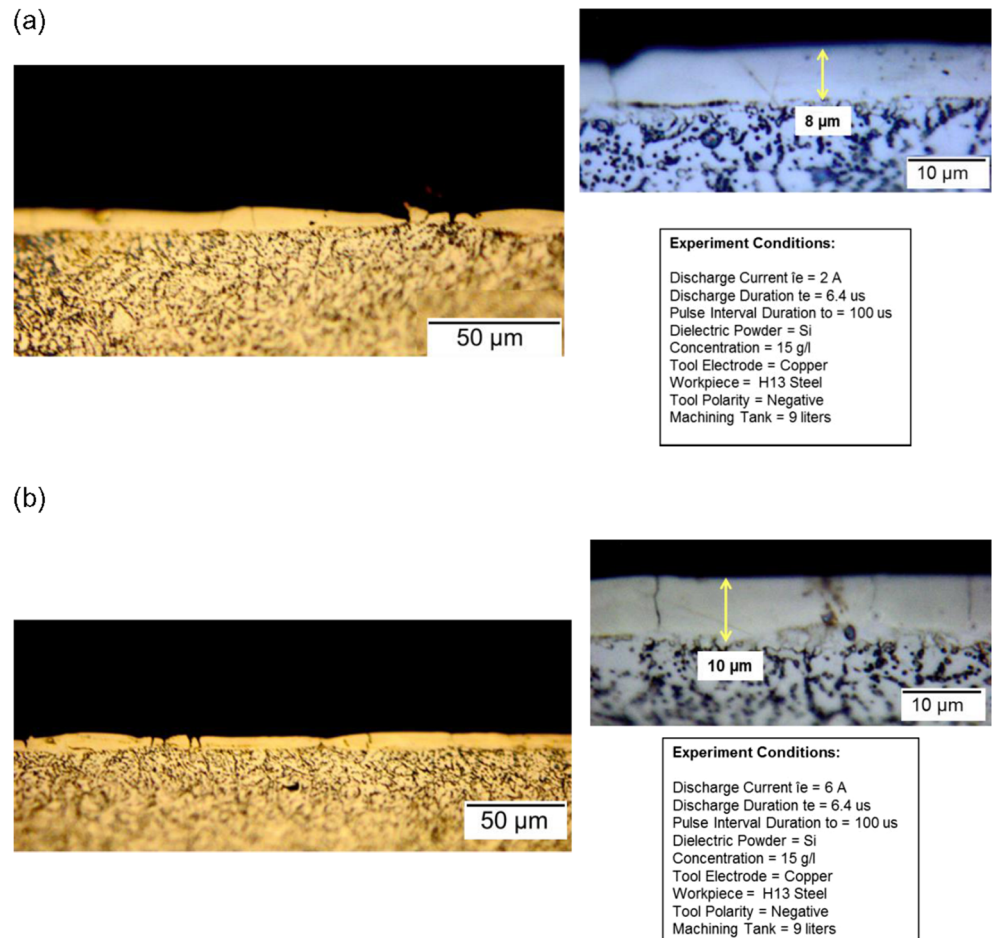 (a)
8 µm
10 µm
50 µm
Experiment Conditions:
Discharge Current îe = 2 A
Discharge Duration te = 6.4 us
Pulse Interval Duration to = 100 us
Dielectric Powder = Si
Concentration = 15 g/l
Tool Electrode = Copper
Workpiece = H13 Steel
Tool Polarity = Negative
Machining Tank = 9 liters
(b)
10 µm
10 µm
50 µm
Experiment Conditions:
Discharge Current îe = 6 A
Discharge Duration te = 6.4 us
Pulse Interval Duration to = 100 us
Dielectric Powder = Si
Concentration = 15 g/l
Tool Electrode = Copper
Workpiece = H13 Steel
Tool Polarity = Negative
Machining Tank = 9 liters